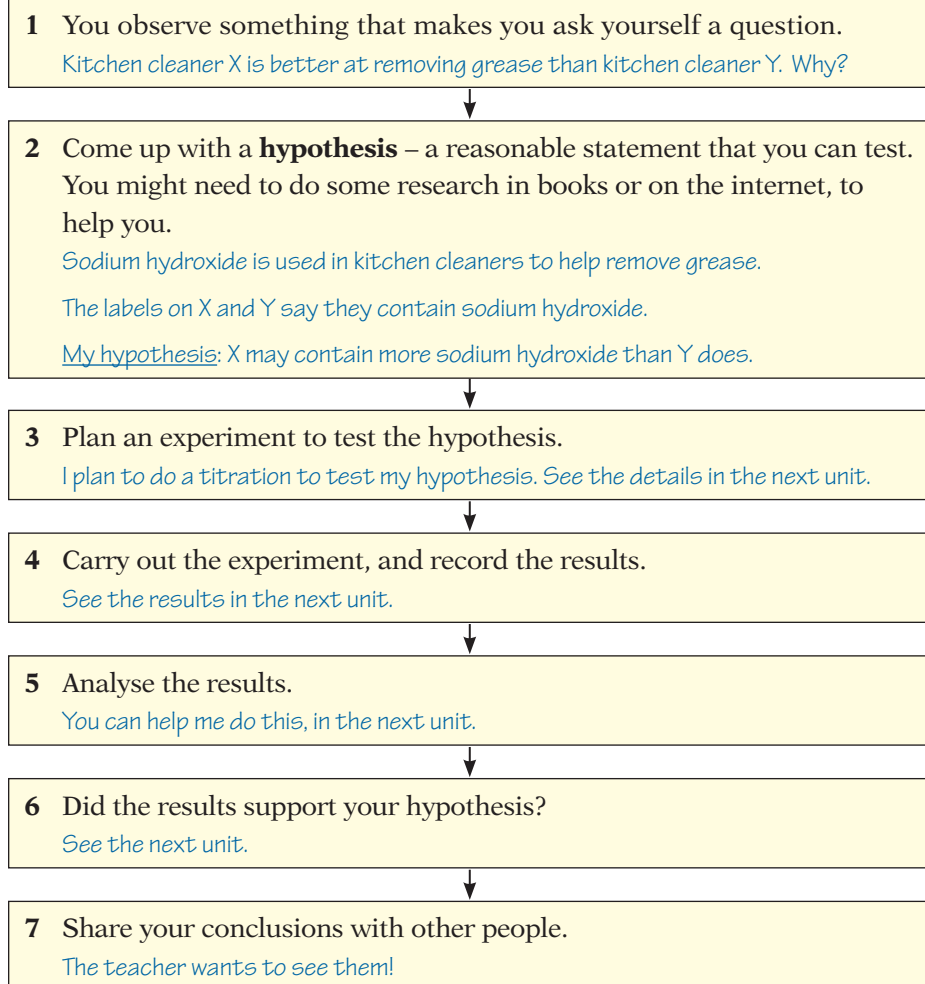 1 You observe something that makes you ask yourself a question.
Kitchen cleaner X is better at removing grease than kitchen cleaner Y. Why?
2 Come up with a hypothesis – a reasonable statement that you can test.
You might need to do some research in books or on the internet, to
help you.
Sodium hydroxide is used in kitchen cleaners to help remove grease.
The labels on X and Y say they contain sodium hydroxide.
My hypothesis: X may contain more sodium hydroxide than Y does.
3 Plan an experiment to test the hypothesis.
I plan to do a titration to test my hypothesis. See the details in the next unit.
4 Carry out the experiment, and record the results.
See the results in the next unit.
5 Analyse the results.
You can help me do this, in the next unit.
6 Did the results support your hypothesis?
See the next unit.
7 Share your conclusions with other people.
The teacher wants to see them!